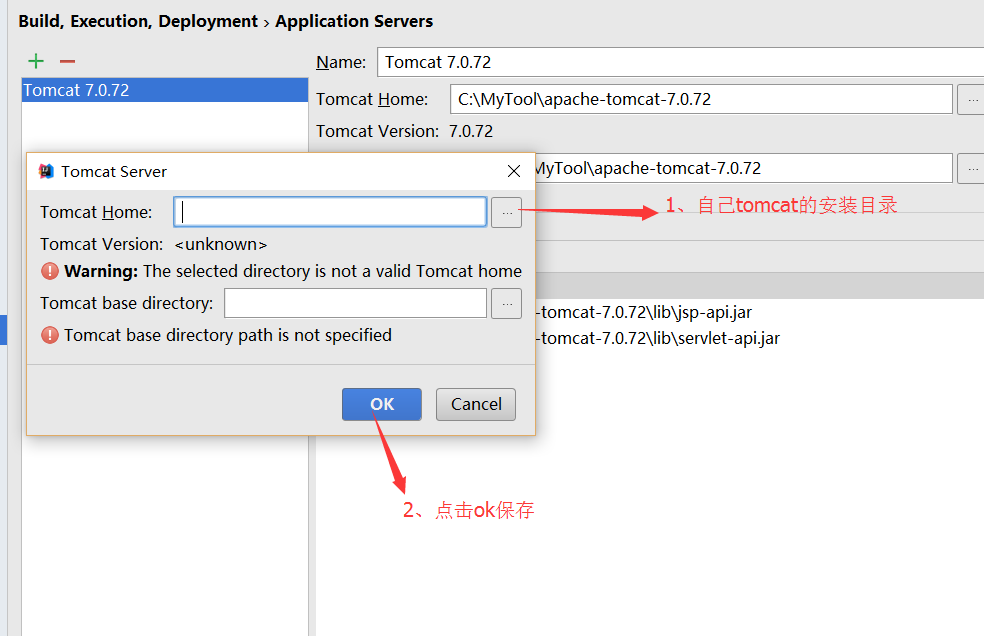 Build, Execution, Deployment › Application Servers
Tomcat 7.0.72
Name: Tomcat 7.0.72
Tomcat Home: C:\MyTool\apache-tomcat-7.0.72
Tomcat Version: 7.0.72
MyTool\apache-tomcat-7.0.72
-tomcat-7.0.72\lib\jsp-api.jar
-tomcat-7.0.72\lib\servlet-api.jar
Tomcat Server
Tomcat Home:
Tomcat Version: <unknown>
Warning: The selected directory is not a valid Tomcat home
Tomcat base directory:
Tomcat base directory path is not specified
OK Cancel
1、自己tomcat的安装目录
2、点击ok保存